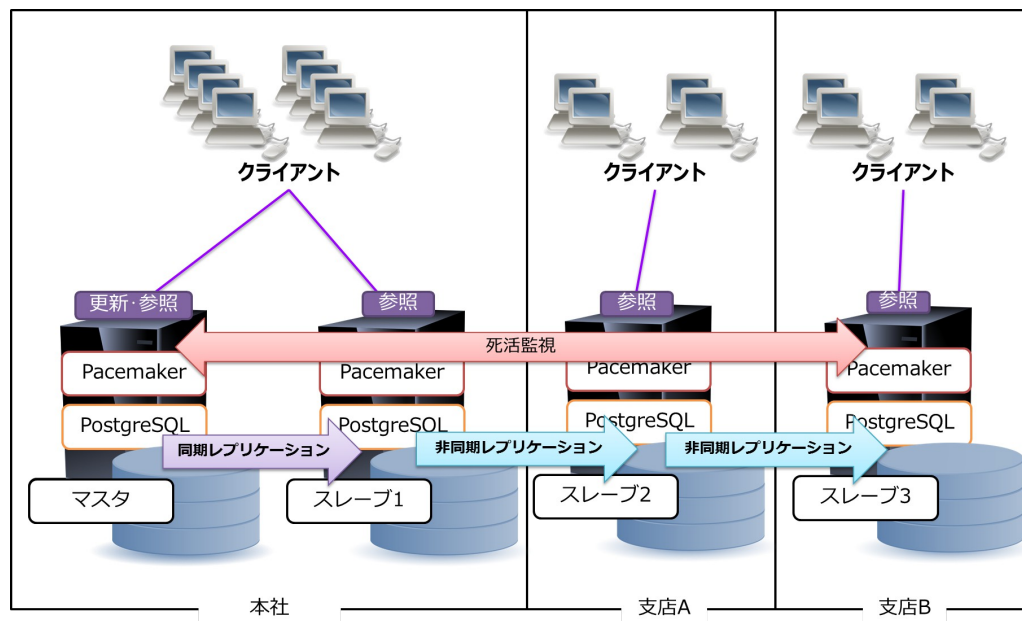 クライアント
クライアント
クライアント
更新・参照
参照
参照
参照
死活監視
Pacemaker
Pacemaker
Pacemaker
Pacemaker
PostgreSQL
PostgreSQL
PostgreSQL
PostgreSQL
同期レプリケーション
非同期レプリケーション
非同期レプリケーション
マスタ
スレーブ1
スレーブ2
スレーブ3
本社
支店A
支店B